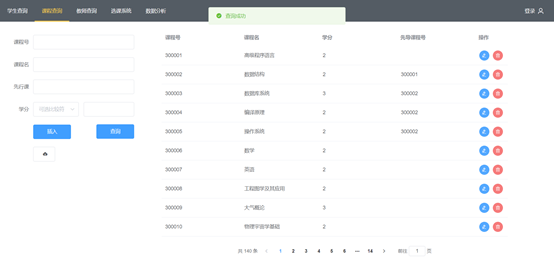 学生查询 课程查询 教师查询 选课系统 数据分析 查询成功 登录
课程号 课程名 学分 先导课程号 操作
课程号 300001 高级程序语言 2
课程名 300002 数据结构 2 300001
先行课 300003 数据库系统 3 300002
学分 300004 编译原理 2 300002
插入 查询 300005 操作系统 2 300002
300006 数学 2
300007 英语 2
300008 工程图学及其应用 2
300009 大气概论 3
300010 物理宇宙学基础 2
共 140 条 1 2 3 4 5 6 14 前往 1 页